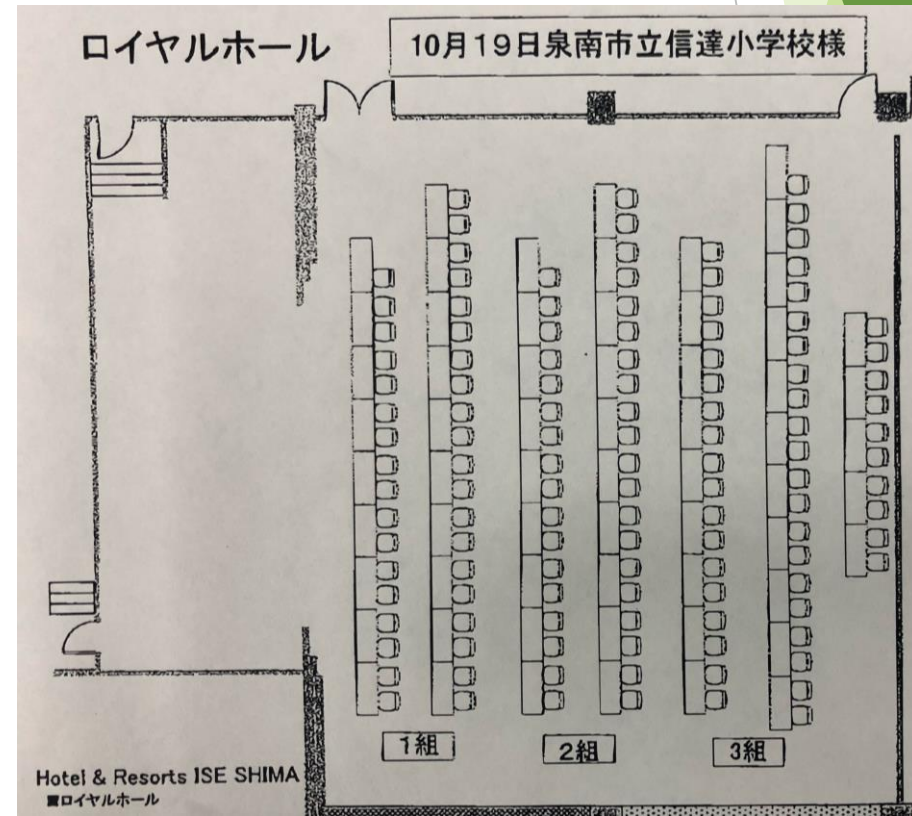 ロイヤルホール
10月19日泉南市立信達小学校様
1組
2組
3組
Hotel & Resorts ISE SHIMA
■ロイヤルホール